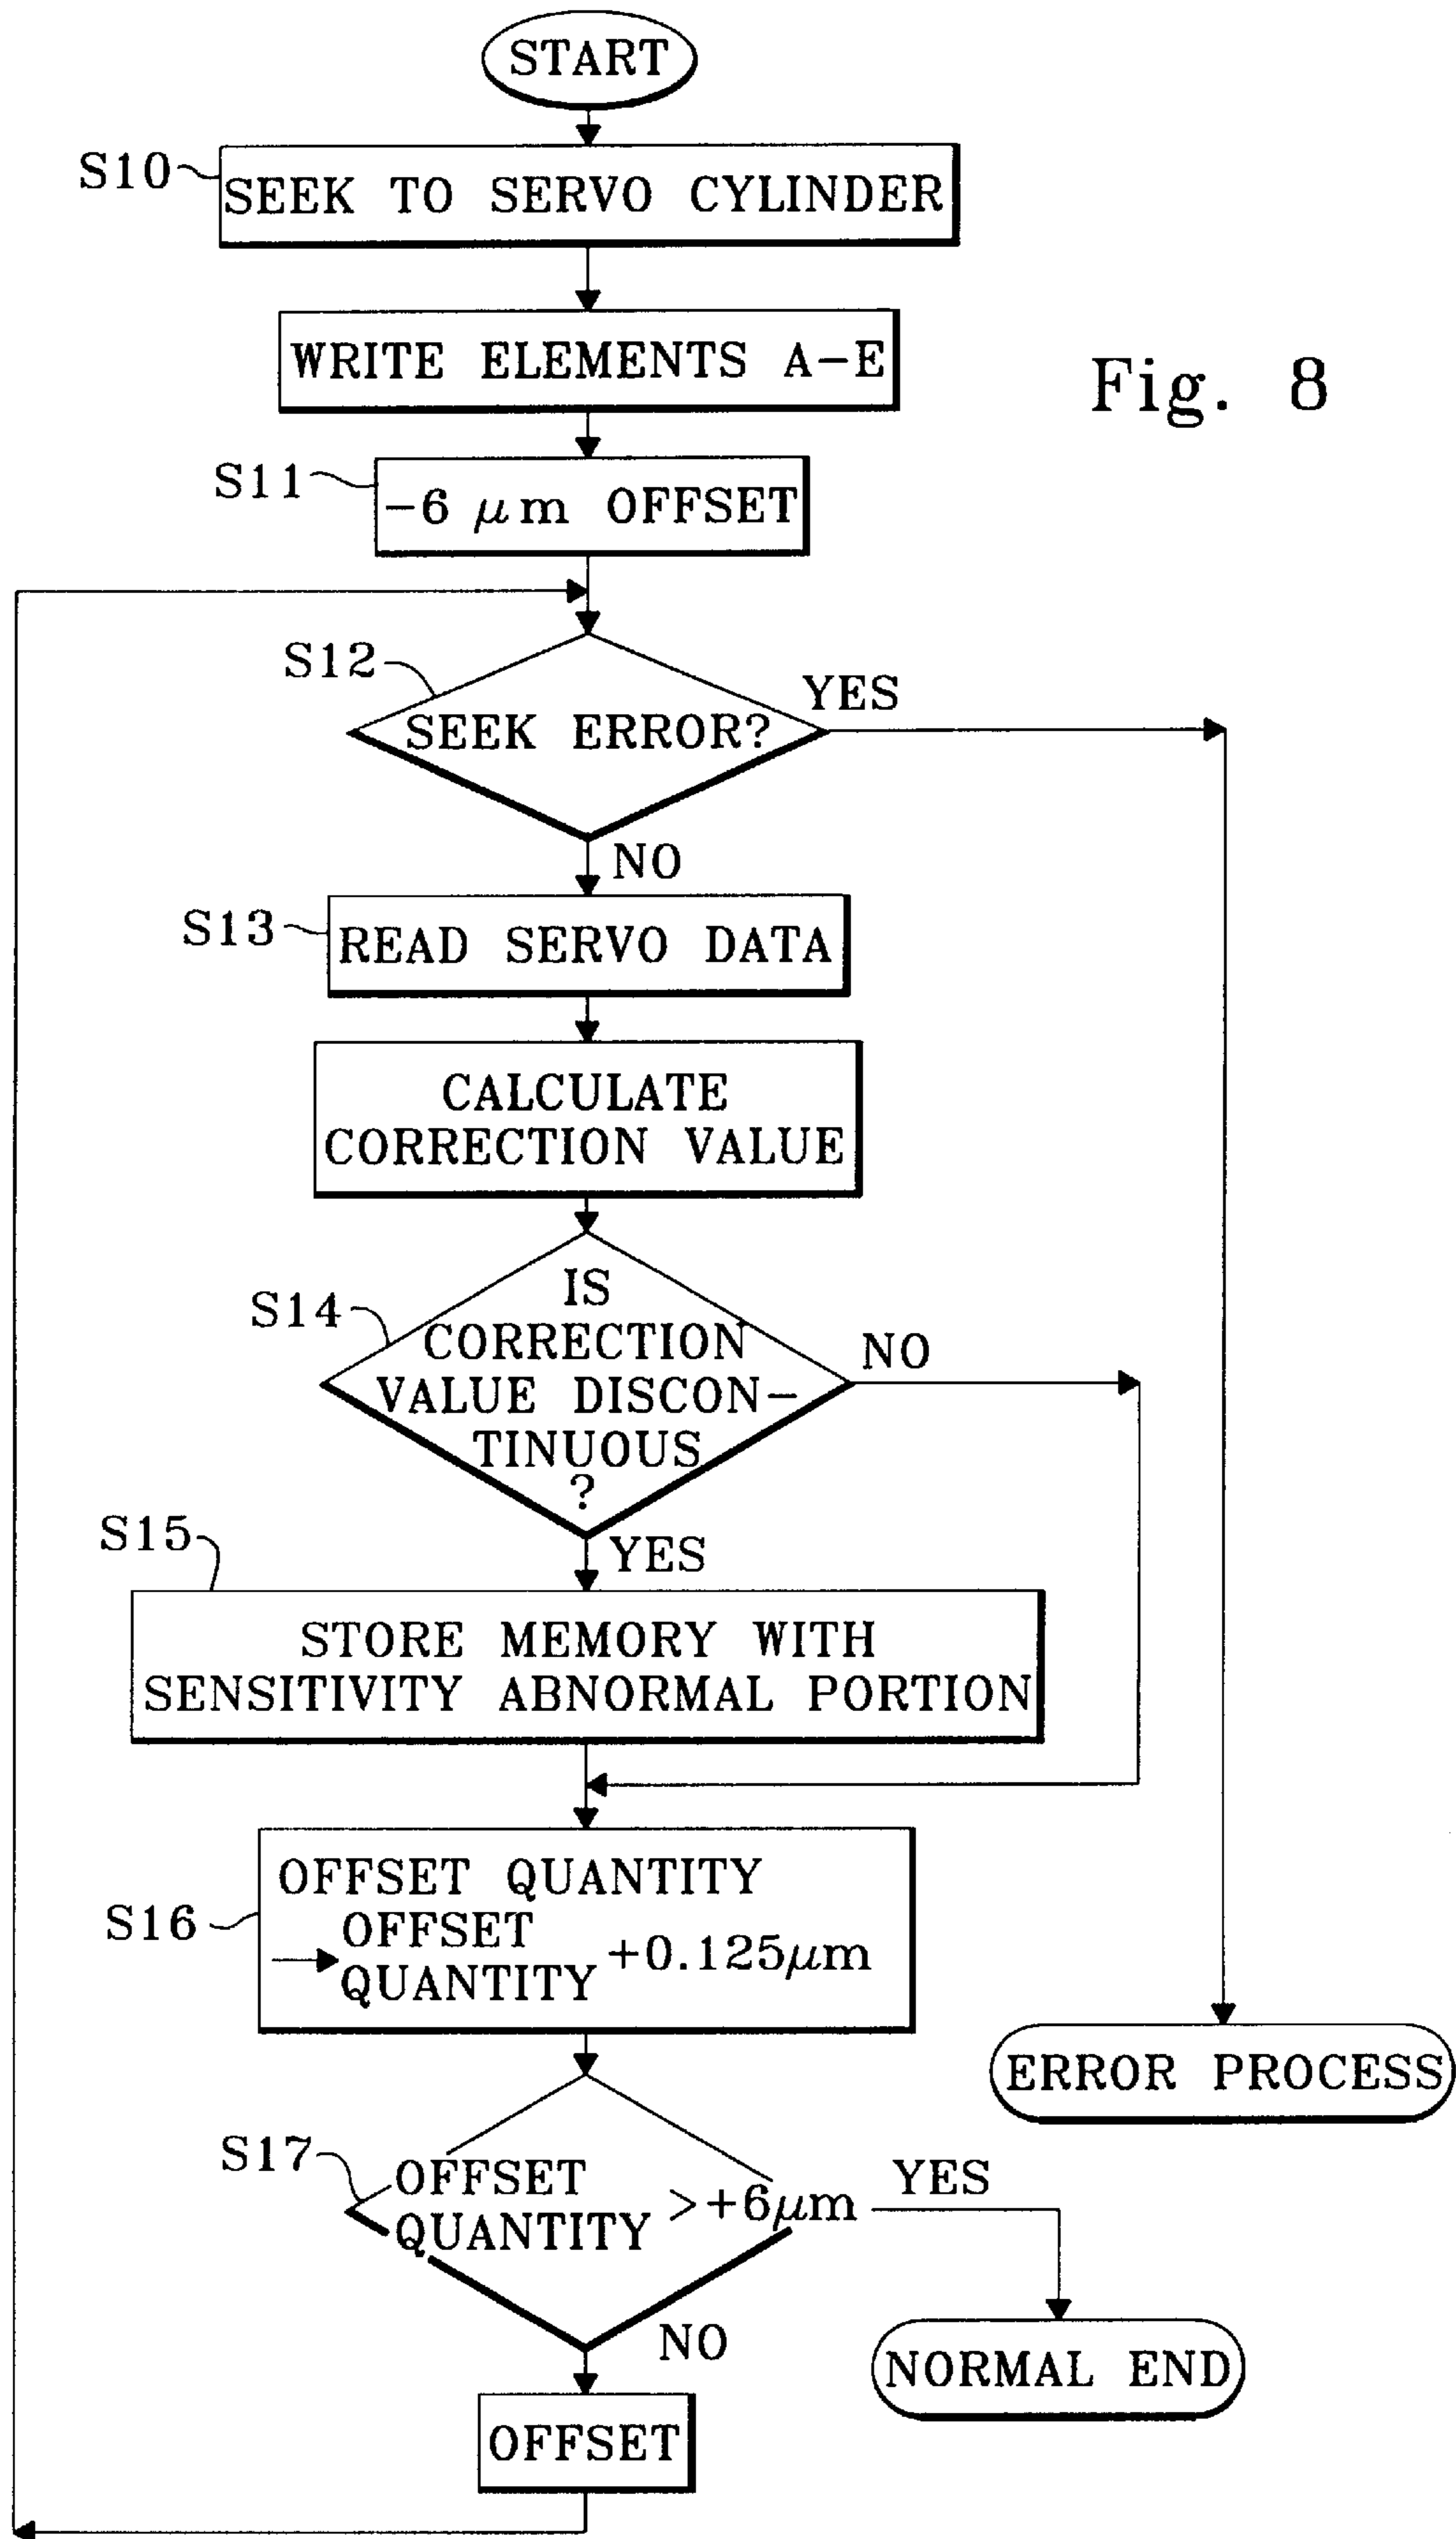 START
S10
SEEK TO SERVO CYLINDER
WRITE ELEMENTS A-E
Fig. 8
S11
-6 μm OFFSET
S12
SEEK ERROR?
YES
NO
S13
READ SERVO DATA
CALCULATE
CORRECTION VALUE
S14
IS
CORRECTION
VALUE DISCON-
TINUOUS
?
NO
YES
S15
STORE MEMORY WITH
SENSITIVITY ABNORMAL PORTION
S16
OFFSET QUANTITY
OFFSET
QUANTITY +0.125μm
ERROR PROCESS
S17
OFFSET
QUANTITY >+6μm
YES
NO
NORMAL END
OFFSET